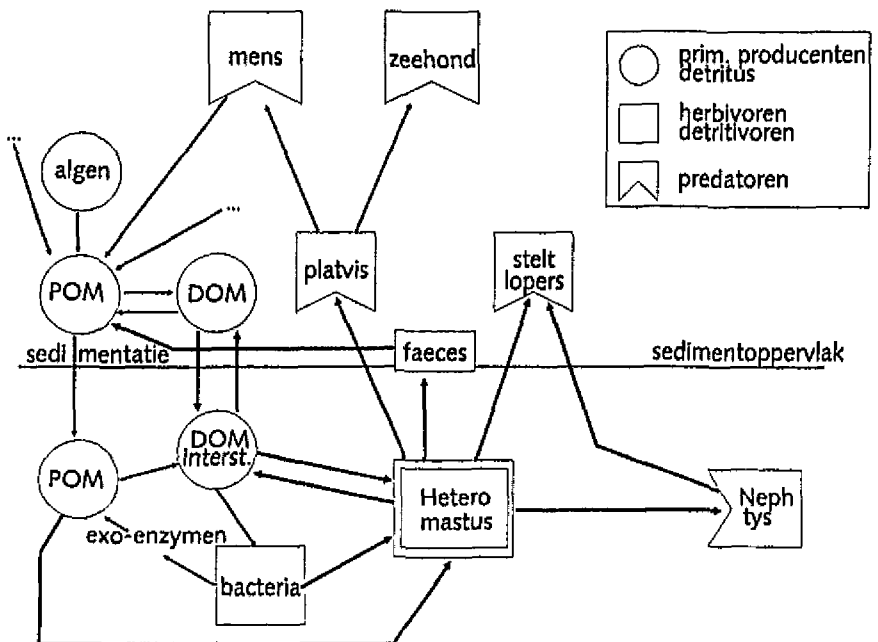 mens
zeehond
prim. producenten
detritus
herbivoren
detritivoren
predatoren
...
algen
...
POM
DOM
platvis
stelt
lopers
sedimentatie
faeces
sedimentoppervlak
POM
DOM
Interst.
Hetero
mastus
Neph
tys
exo-enzymen
bacteria